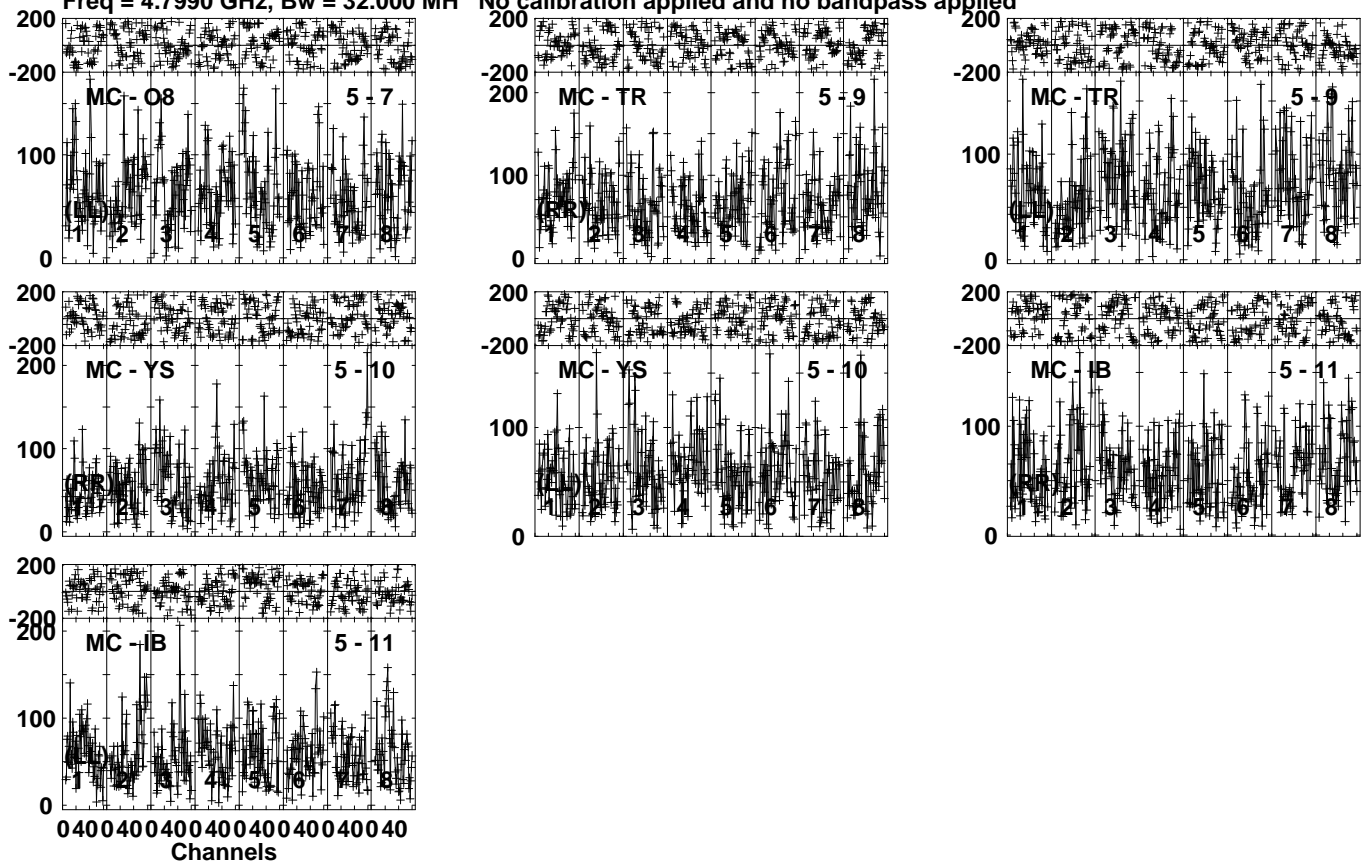 Freq = 4.7990 GHz, Bw = 32.000 MH No calibration applied and no bandpass applied
200
-200
MC - O8 5 - 7
100
(LL)
1 2 3 4 5 6 7 8
0
200
-200
200
MC - TR 5 - 9
100
(RR)
1 2 3 4 5 6 7 8
0
200
-200
MC - TR 5 - 9
100
(LL)
1 2 3 4 5 6 7 8
0
200
-200
MC - YS 5 - 10
100
(RR)
1 2 3 4 5 6 7 8
0
200
-200
MC - YS 5 - 10
100
(LL)
1 2 3 4 5 6 7 8
0
200
-200
MC - IB 5 - 11
100
(RR)
1 2 3 4 5 6 7 8
0
200
-200
200
MC - IB 5 - 11
100
(LL)
1 2 3 4 5 6 7 8
0
0 40 0 40 0 40 0 40 0 40 0 40 0 40 0 40
Channels